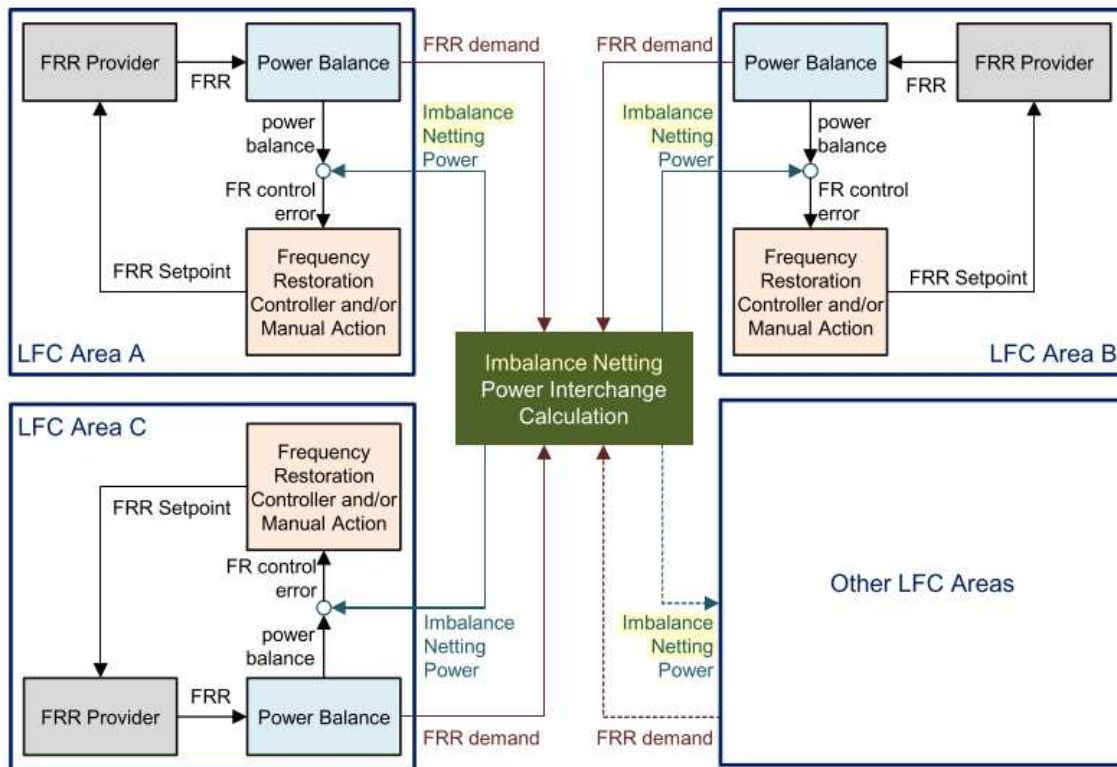 FRR Provider
FRR
Power Balance
FRR demand
power
balance
Imbalance
Netting
Power
FR control
error
FRR Setpoint
Frequency
Restoration
Controller and/or
Manual Action
LFC Area A
FRR demand
Power Balance
FRR
FRR Provider
Imbalance
Netting
Power
power
balance
FR control
error
Frequency
Restoration
Controller and/or
Manual Action
FRR Setpoint
LFC Area B
Imbalance Netting
Power Interchange
Calculation
LFC Area C
Frequency
Restoration
Controller and/or
Manual Action
FRR Setpoint
FR control
error
power
balance
Imbalance
Netting
Power
FRR Provider
FRR
Power Balance
FRR demand
Other LFC Areas
Imbalance
Netting
Power
FRR demand